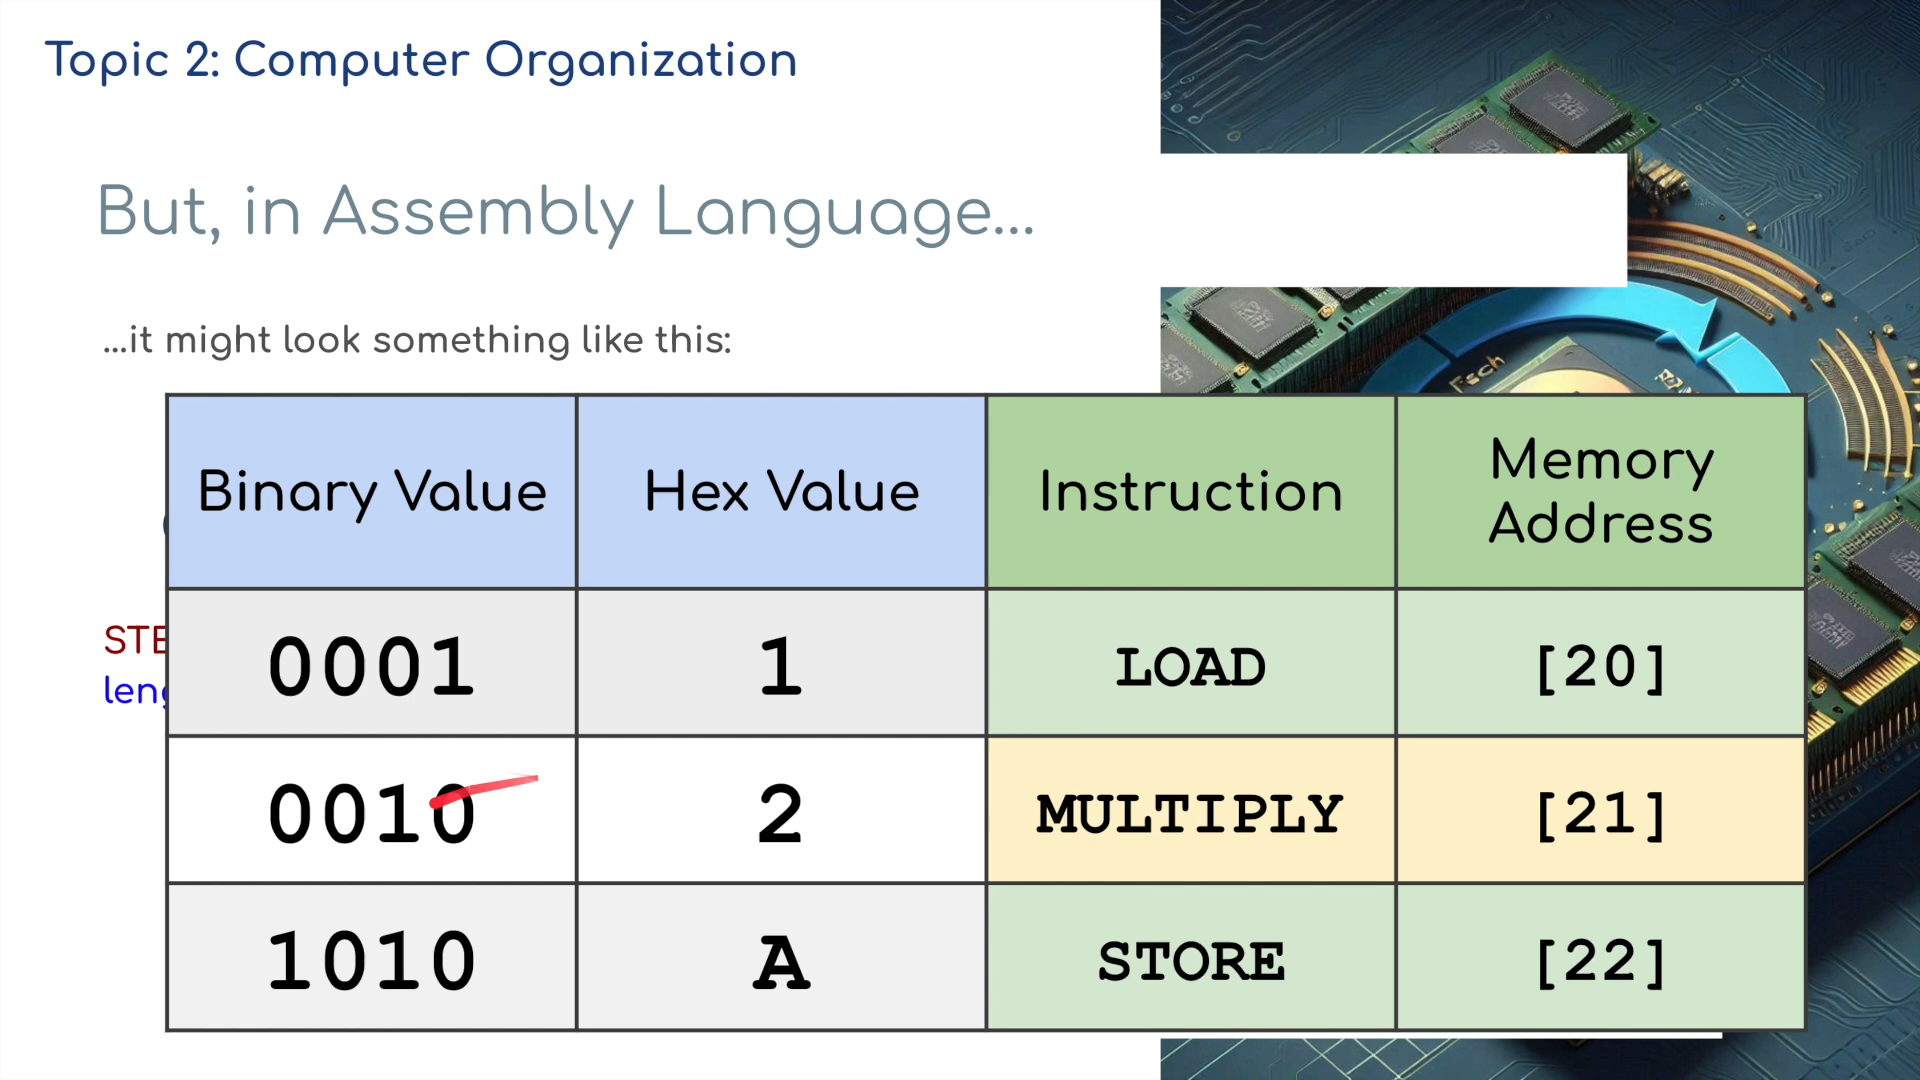 Topic 2: Computer Organization
But, in Assembly Language...
...it might look something like this:
Binary Value Hex Value Instruction Memory Address
0001 1 LOAD [20]
0010 2 MULTIPLY [21]
1010 A STORE [22]